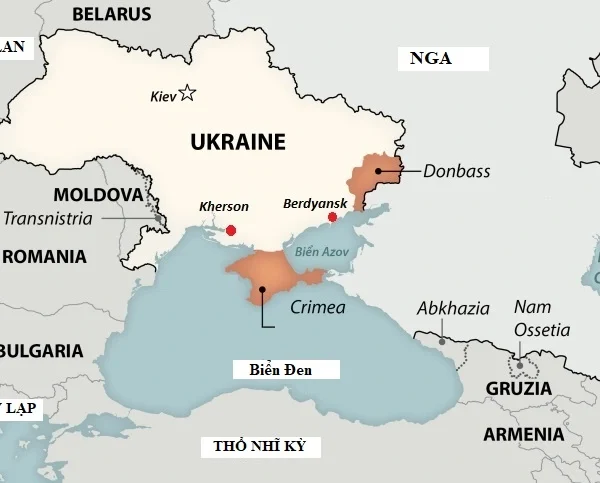 BELARUS
LAN
NGA
Kiev
UKRAINE
Donbass
MOLDOVA
Kherson
Berdyansk
Transnistria
Biển Azov
ROMANIA
Crimea
Abkhazia
Nam
Ossetia
BULGARIA
Biển Đen
GRUZIA
LẠP
THỔ NHĨ KỲ
ARMENIA